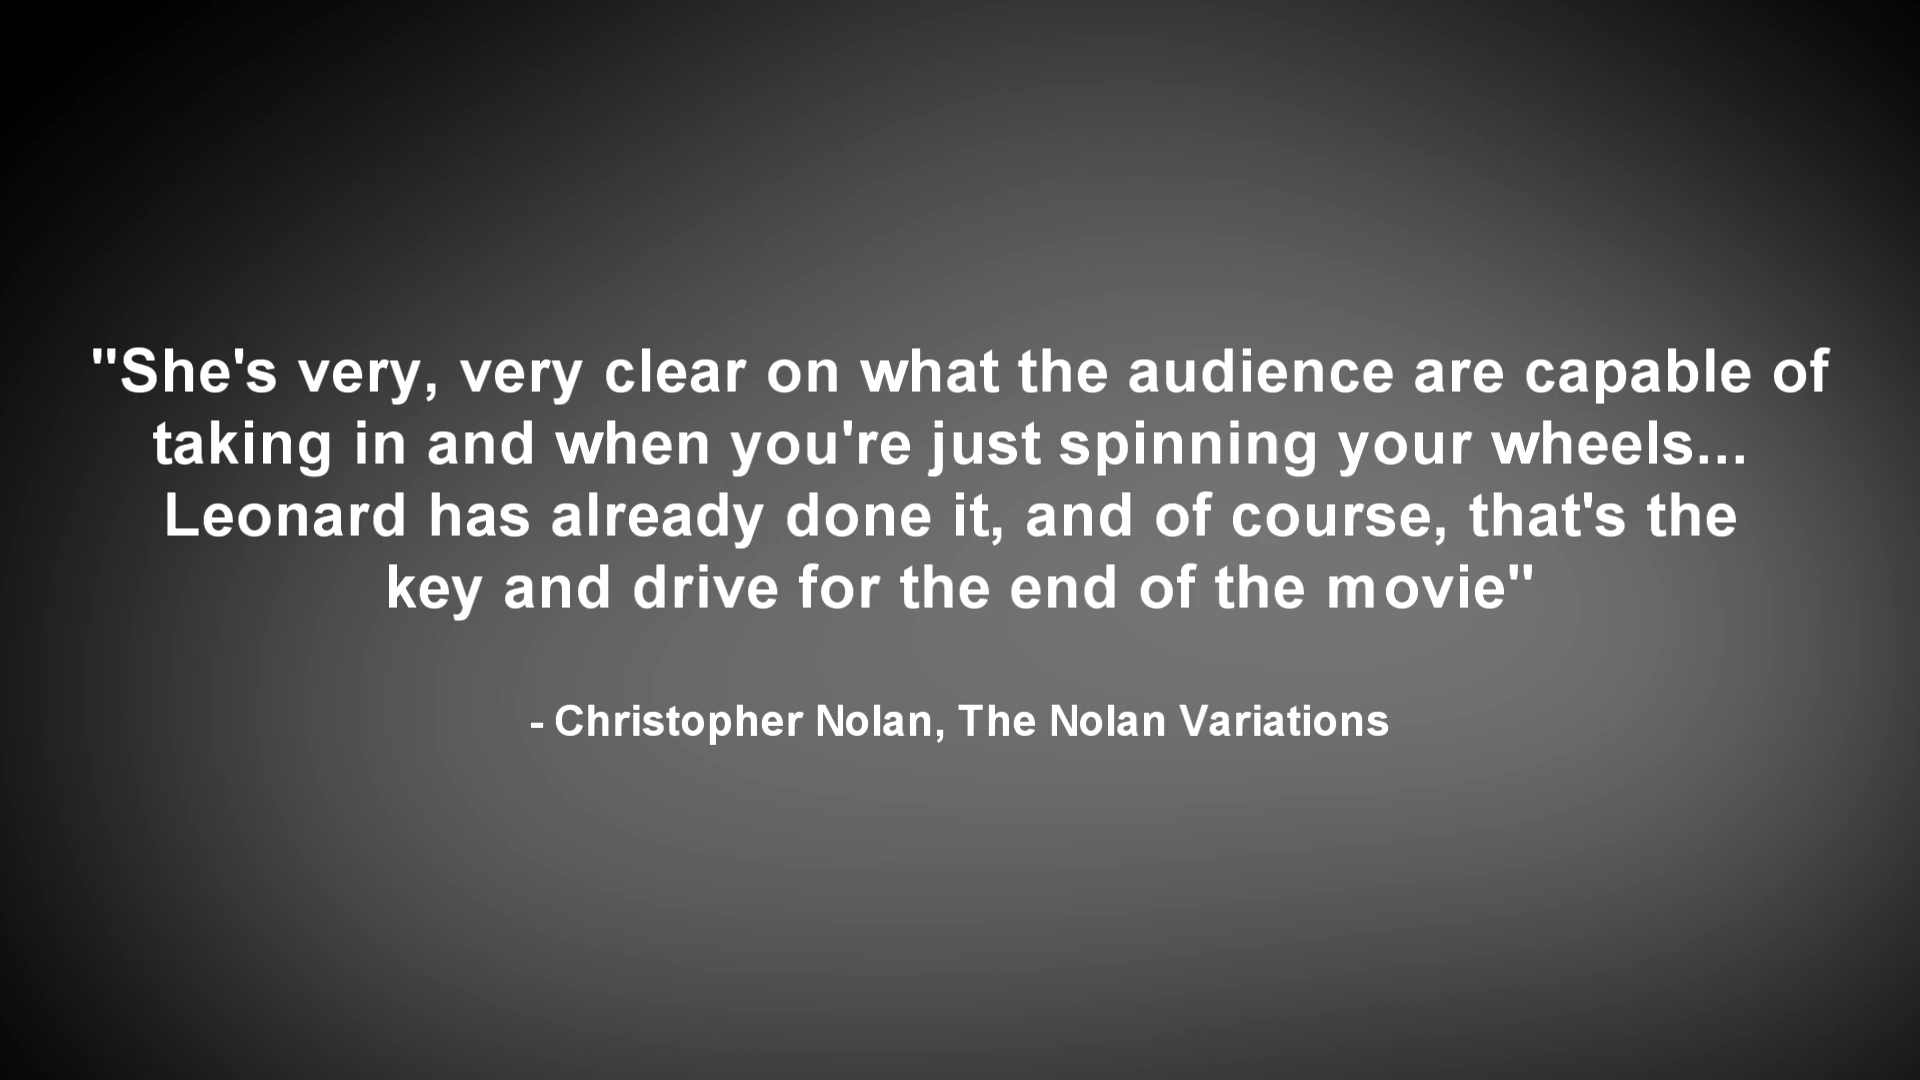 "She's very, very clear on what the audience are capable of
taking in and when you're just spinning your wheels...
Leonard has already done it, and of course, that's the
key and drive for the end of the movie"
- Christopher Nolan, The Nolan Variations